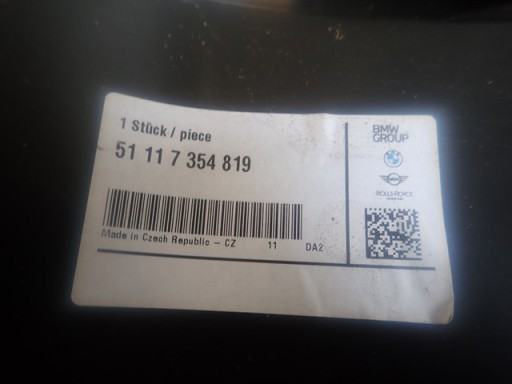 1 Stück / piece
51 11 7 354 819
Made in Czech Republic - CZ 11 DA2
BMW
GROUP
ROLLS-ROYCE